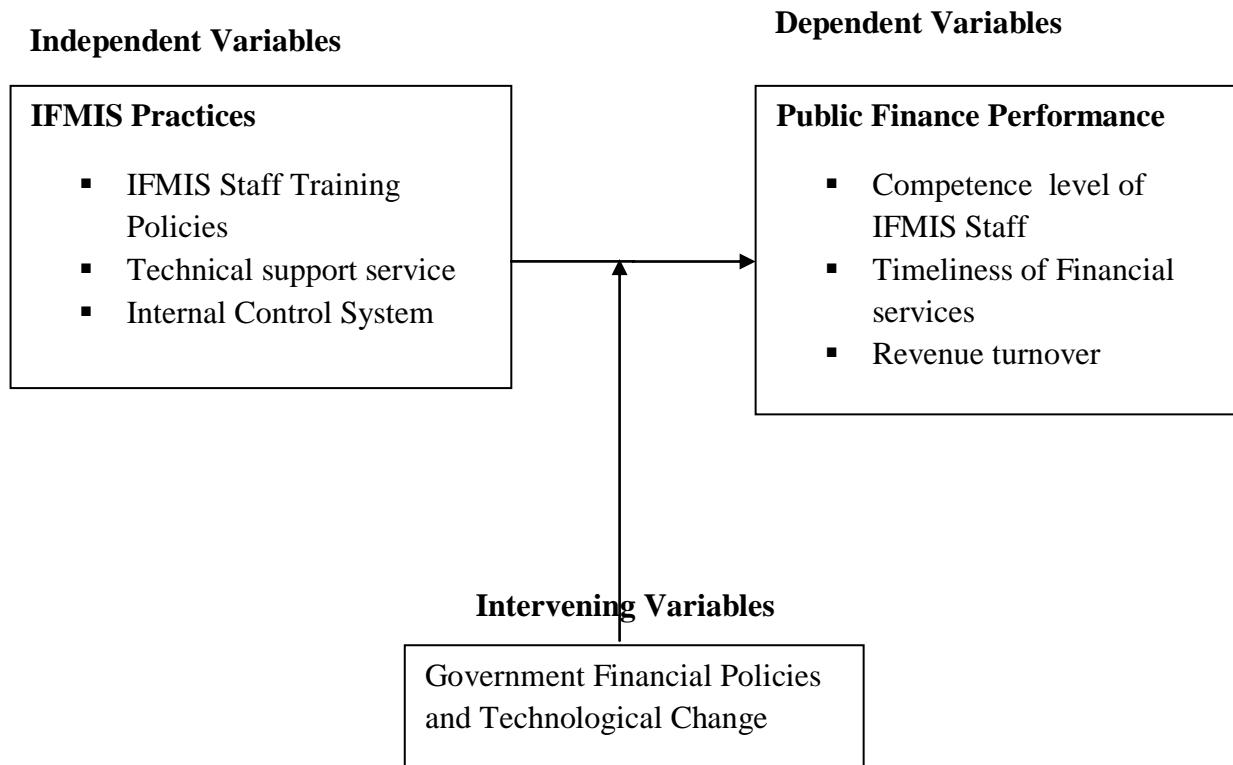 Independent Variables
Dependent Variables
IFMIS Practices
▪ IFMIS Staff Training
Policies
▪ Technical support service
▪ Internal Control System
Public Finance Performance
▪ Competence level of
IFMIS Staff
▪ Timeliness of Financial
services
▪ Revenue turnover
Intervening Variables
Government Financial Policies
and Technological Change